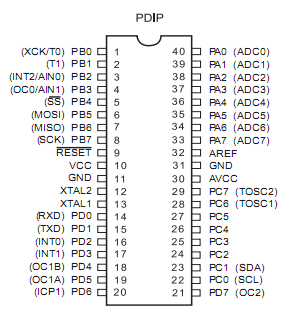 PDIP
(XCK/T0) PB0 1 40 PA0 (ADC0)
(T1) PB1 2 39 PA1 (ADC1)
(INT2/AIN0) PB2 3 38 PA2 (ADC2)
(OC0/AIN1) PB3 4 37 PA3 (ADC3)
(SS) PB4 5 36 PA4 (ADC4)
(MOSI) PB5 6 35 PA5 (ADC5)
(MISO) PB6 7 34 PA6 (ADC6)
(SCK) PB7 8 33 PA7 (ADC7)
RESET 9 32 AREF
VCC 10 31 GND
GND 11 30 AVCC
XTAL2 12 29 PC7 (TOSC2)
XTAL1 13 28 PC6 (TOSC1)
(RXD) PD0 14 27 PC5
(TXD) PD1 15 26 PC4
(INT0) PD2 16 25 PC3
(INT1) PD3 17 24 PC2
(OC1B) PD4 18 23 PC1 (SDA)
(OC1A) PD5 19 22 PC0 (SCL)
(ICP1) PD6 20 21 PD7 (OC2)